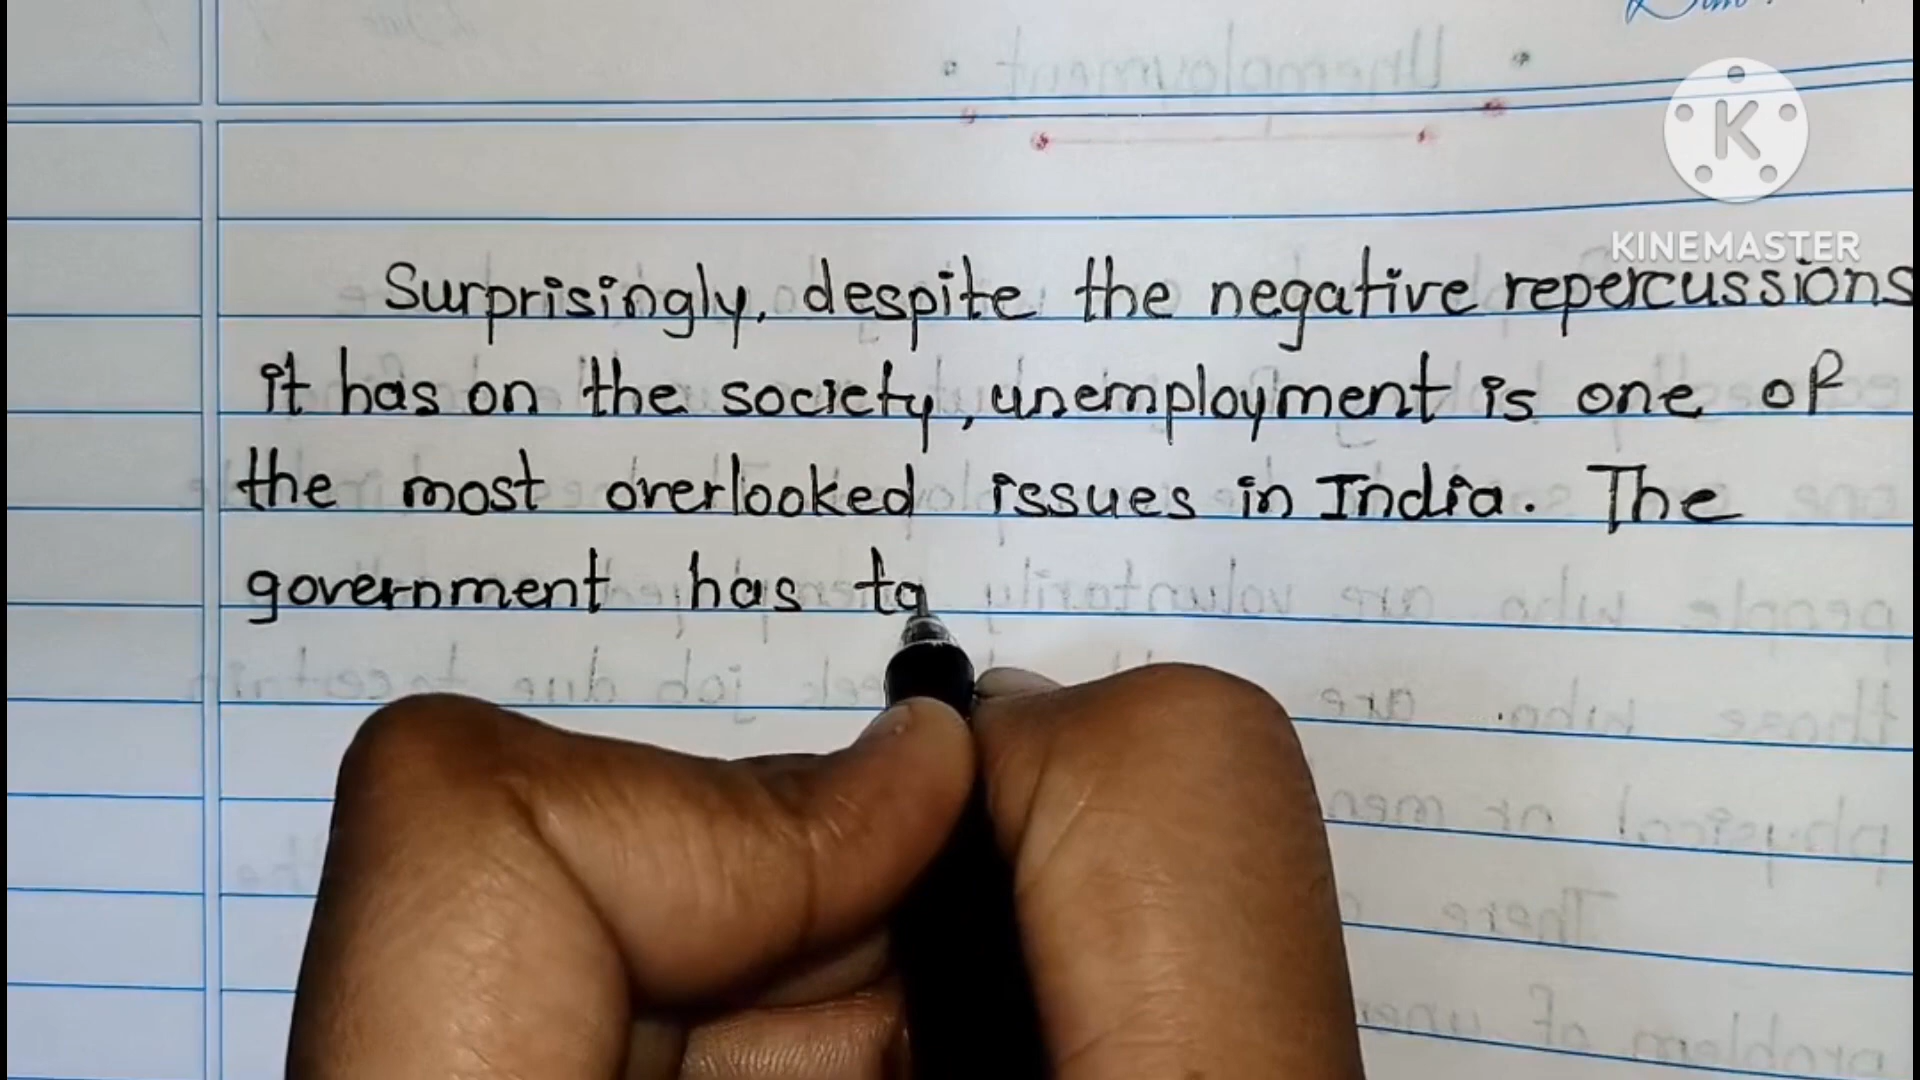 KINEMASTER
Surprisingly, despite the negative repercussions
it has on the society, unemployment is one of
the most overlooked issues in India. The
government has ta